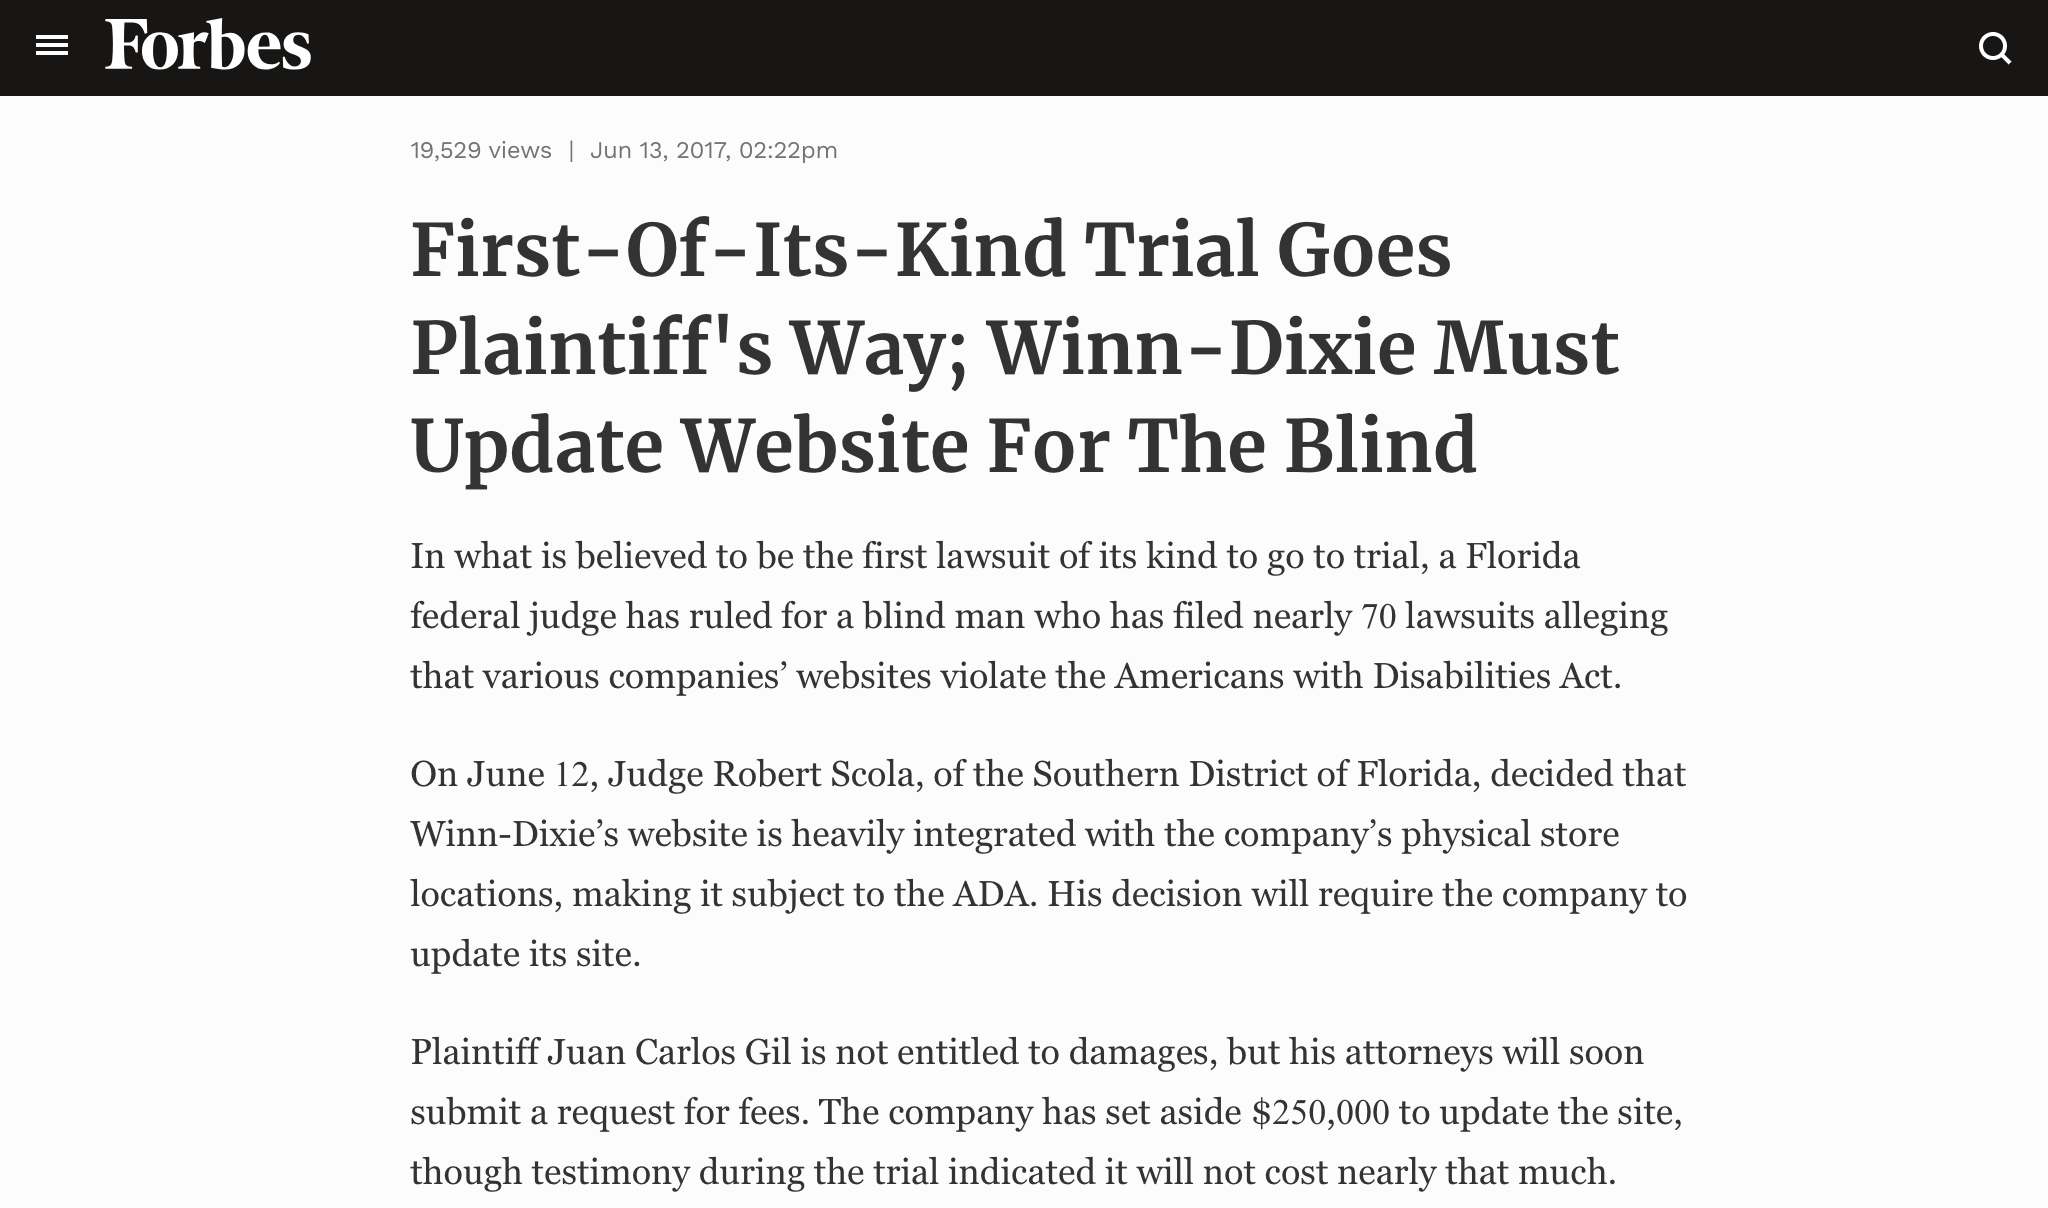 Forbes
19,529 views | Jun 13, 2017, 02:22pm
First-Of-Its-Kind Trial Goes
Plaintiff's Way; Winn-Dixie Must
Update Website For The Blind
In what is believed to be the first lawsuit of its kind to go to trial, a Florida
federal judge has ruled for a blind man who has filed nearly 70 lawsuits alleging
that various companies’ websites violate the Americans with Disabilities Act.
On June 12, Judge Robert Scola, of the Southern District of Florida, decided that
Winn-Dixie’s website is heavily integrated with the company’s physical store
locations, making it subject to the ADA. His decision will require the company to
update its site.
Plaintiff Juan Carlos Gil is not entitled to damages, but his attorneys will soon
submit a request for fees. The company has set aside $250,000 to update the site,
though testimony during the trial indicated it will not cost nearly that much.